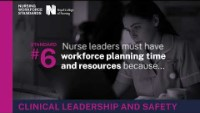 NURSING
WORKFORCE
STANDARDS
Royal College
of Nursing
STANDARD
#6
Nurse leaders must have
workforce planning time
and resources because...
CLINICAL LEADERSHIP AND SAFETY